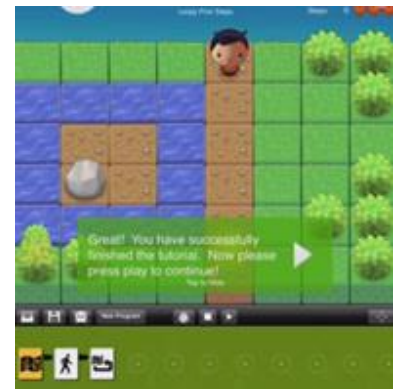 Great! You have successfully
finished the tutorial. Now please
press play to continue!
Tap to hide
New Program